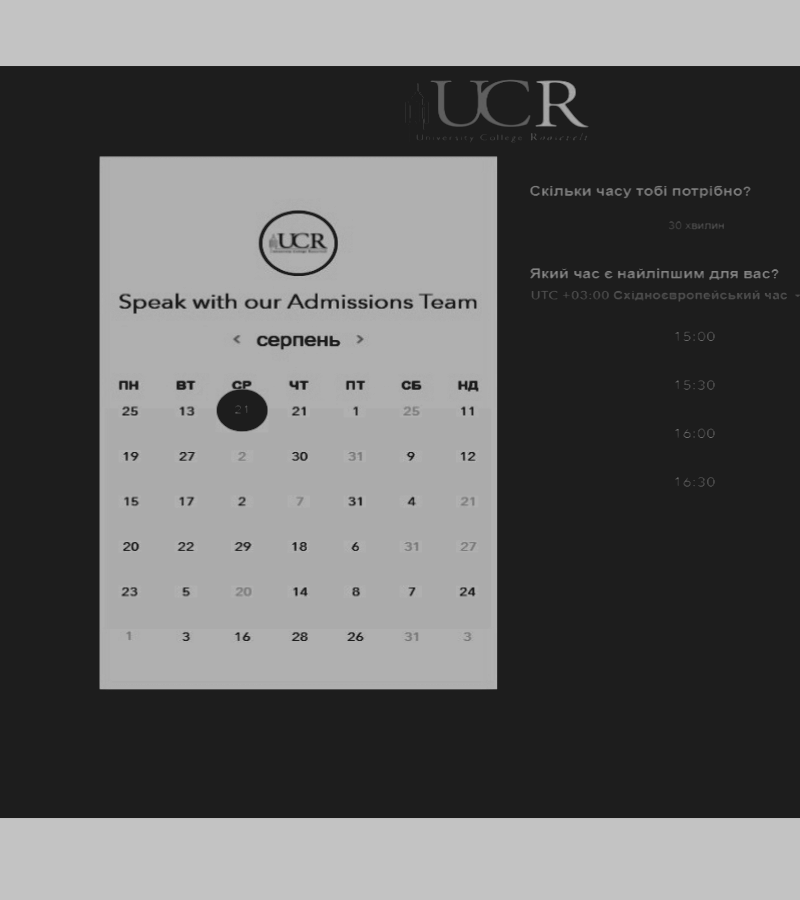 UCR
University College Roosevelt
UCR
Speak with our Admissions Team
< серпень >
ПН ВТ СР ЧТ ПТ СБ НД
25 13 21 21 1 25 11
19 27 2 30 31 9 12
15 17 2 7 31 4 21
20 22 29 18 6 31 27
23 5 20 14 8 7 24
1 3 16 28 26 31 3
Скільки часу тобі потрібно?
30 хвилин
Який час є найліпшим для вас?
UTC +03:00 Східноєвропейський час
15:00
15:30
16:00
16:30